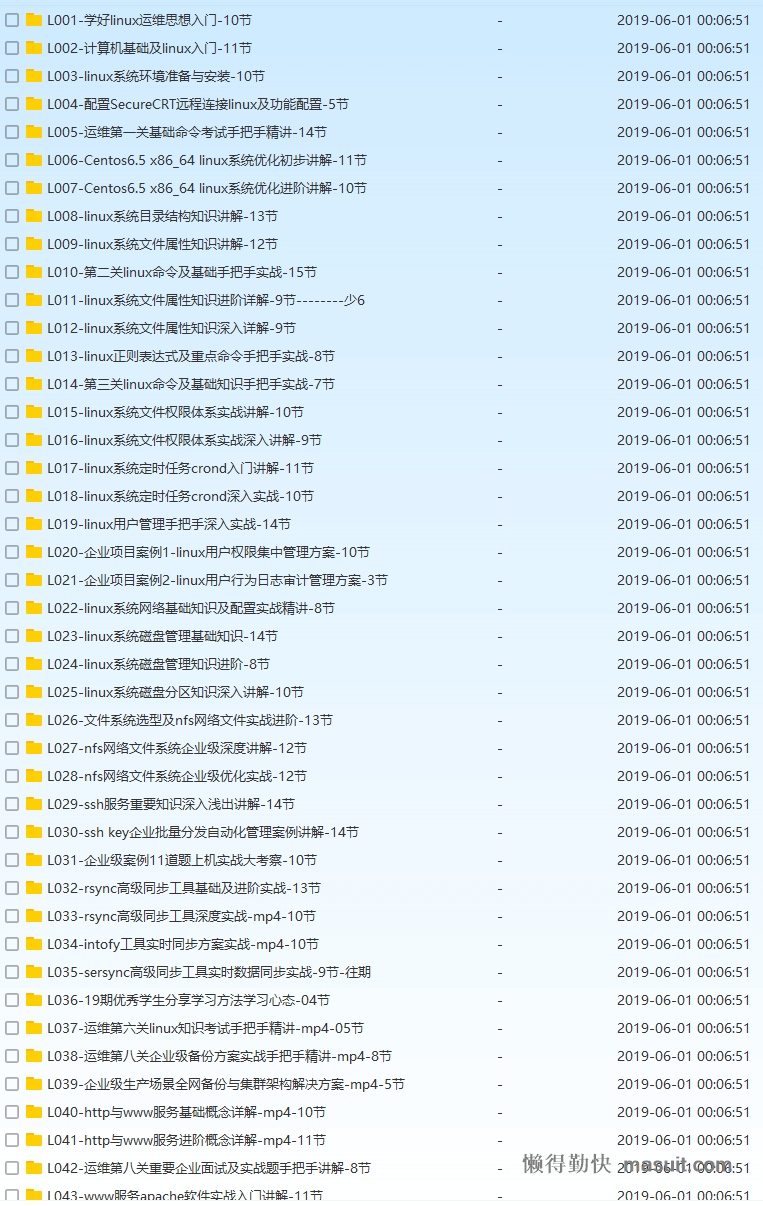 L001-学好linux运维思想入门-10节 - 2019-06-01 00:06:51
L002-计算机基础及linux入门-11节 - 2019-06-01 00:06:51
L003-linux系统环境准备与安装-10节 - 2019-06-01 00:06:51
L004-配置SecureCRT远程连接linux及功能配置-5节 - 2019-06-01 00:06:51
L005-运维第一关基础命令考试手把手精讲-14节 - 2019-06-01 00:06:51
L006-Centos6.5 x86_64 linux系统优化初步讲解-11节 - 2019-06-01 00:06:51
L007-Centos6.5 x86_64 linux系统优化进阶讲解-10节 - 2019-06-01 00:06:51
L008-linux系统目录结构知识讲解-13节 - 2019-06-01 00:06:51
L009-linux系统文件属性知识讲解-12节 - 2019-06-01 00:06:51
L010-第二关linux命令及基础手把手实战-15节 - 2019-06-01 00:06:51
L011-linux系统文件属性知识进阶详解-9节--------少6 - 2019-06-01 00:06:51
L012-linux系统文件属性知识深入详解-9节 - 2019-06-01 00:06:51
L013-linux正则表达式及重点命令手把手实战-8节 - 2019-06-01 00:06:51
L014-第三关linux命令及基础知识手把手实战-7节 - 2019-06-01 00:06:51
L015-linux系统文件权限体系实战讲解-10节 - 2019-06-01 00:06:51
L016-linux系统文件权限体系实战深入讲解-9节 - 2019-06-01 00:06:51
L017-linux系统定时任务crond入门讲解-11节 - 2019-06-01 00:06:51
L018-linux系统定时任务crond深入实战-10节 - 2019-06-01 00:06:51
L019-linux用户管理手把手深入实战-14节 - 2019-06-01 00:06:51
L020-企业项目案例1-linux用户权限集中管理方案-10节 - 2019-06-01 00:06:51
L021-企业项目案例2-linux用户行为日志审计管理方案-3节 - 2019-06-01 00:06:51
L022-linux系统网络基础知识及配置实战精讲-8节 - 2019-06-01 00:06:51
L023-linux系统磁盘管理基础知识-14节 - 2019-06-01 00:06:51
L024-linux系统磁盘管理知识进阶-8节 - 2019-06-01 00:06:51
L025-linux系统磁盘分区知识深入讲解-10节 - 2019-06-01 00:06:51
L026-文件系统选型及nfs网络文件实战进阶-13节 - 2019-06-01 00:06:51
L027-nfs网络文件系统企业级深度讲解-12节 - 2019-06-01 00:06:51
L028-nfs网络文件系统企业级优化实战-12节 - 2019-06-01 00:06:51
L029-ssh服务重要知识深入浅出讲解-14节 - 2019-06-01 00:06:51
L030-ssh key企业批量分发自动化管理案例讲解-14节 - 2019-06-01 00:06:51
L031-企业级案例11道题上机实战大考察-10节 - 2019-06-01 00:06:51
L032-rsync高级同步工具基础及进阶实战-13节 - 2019-06-01 00:06:51
L033-rsync高级同步工具深度实战-mp4-10节 - 2019-06-01 00:06:51
L034-intofy工具实时同步方案实战-mp4-10节 - 2019-06-01 00:06:51
L035-sersync高级同步工具实时数据同步实战-9节-往期 - 2019-06-01 00:06:51
L036-19期优秀学生分享学习方法学习心态-04节 - 2019-06-01 00:06:51
L037-运维第六关linux知识考试手把手精讲-mp4-05节 - 2019-06-01 00:06:51
L038-运维第八关企业级备份方案实战手把手精讲-mp4-8节 - 2019-06-01 00:06:51
L039-企业级生产场景全网备份与集群架构解决方案-mp4-5节 - 2019-06-01 00:06:51
L040-http与www服务基础概念详解-mp4-10节 - 2019-06-01 00:06:51
L041-http与www服务进阶概念详解-mp4-11节 - 2019-06-01 00:06:51
L042-运维第八关重要企业面试及实战题手把手讲解-8节 - 2019-06-01 00:06:51
懒得勤快 masuit.com
L043-www服务apache软件实战入门讲解-11节 - 2019-06-01 00:06:51